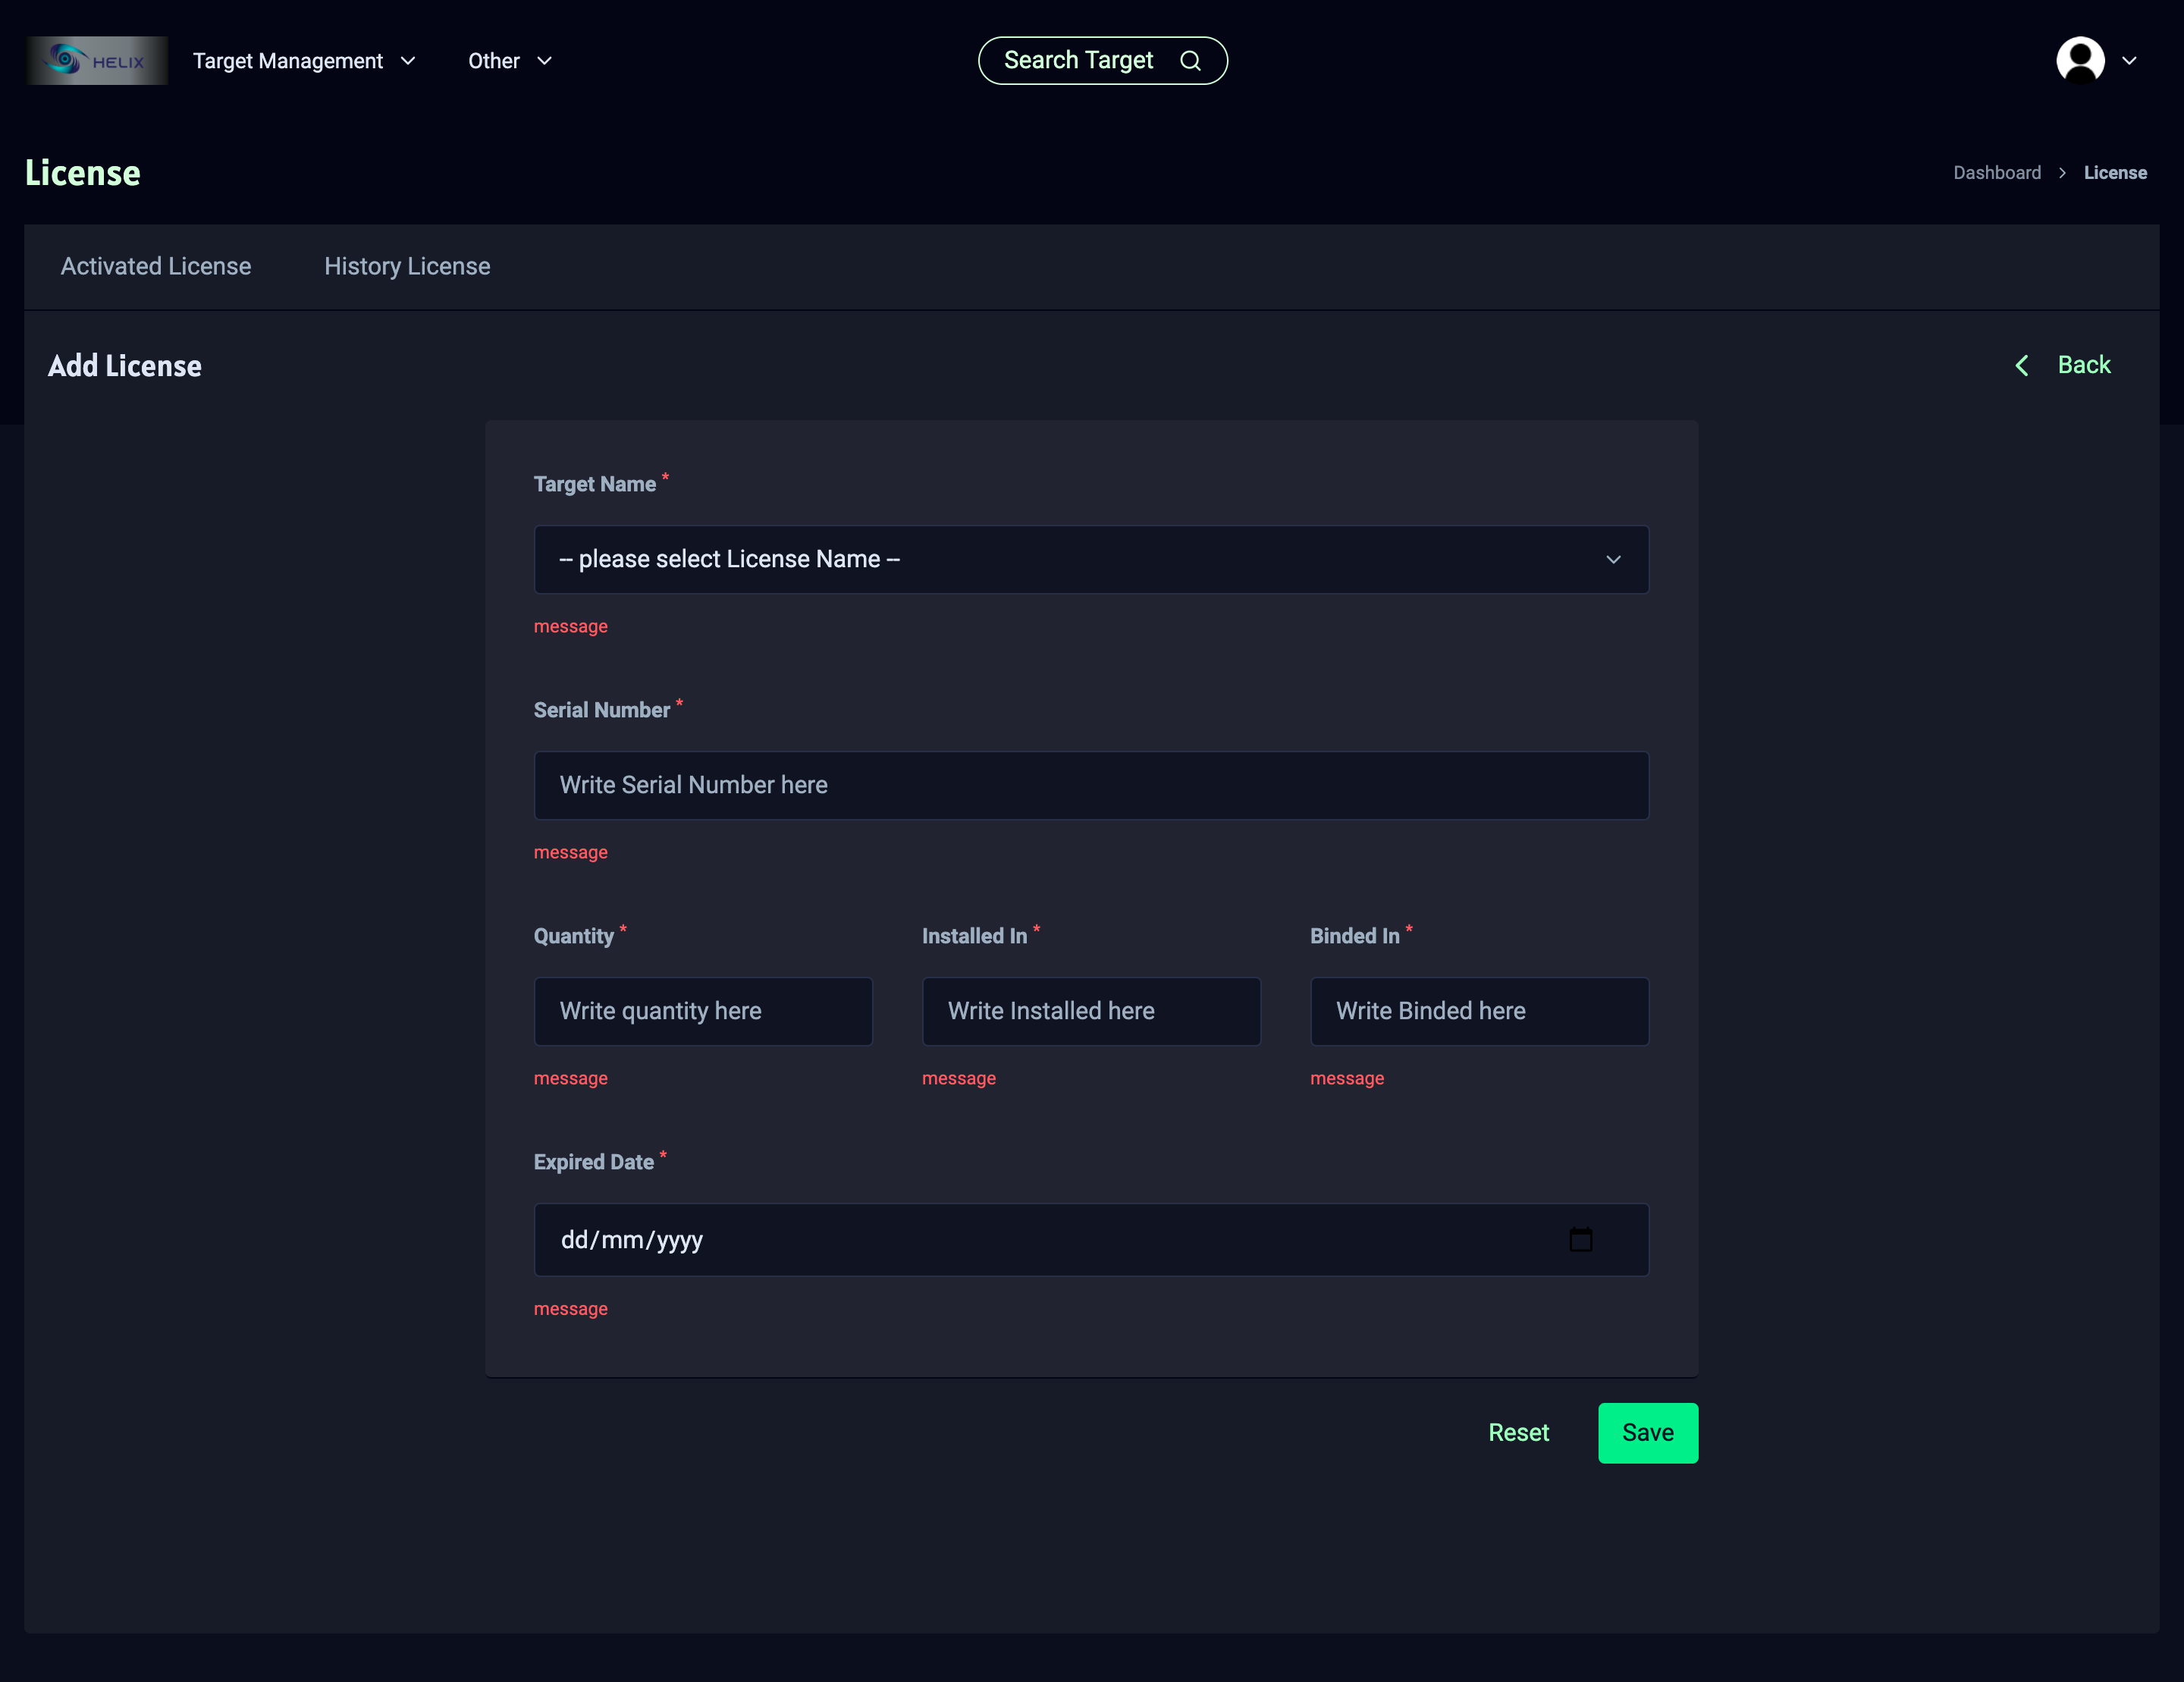 HELIX
Target Management
Other
Search Target
License
Dashboard > License
Activated License
History License
Add License
Back
Target Name *
-- please select License Name --
message
Serial Number *
Write Serial Number here
message
Quantity *
Installed In *
Binded In *
Write quantity here
Write Installed here
Write Binded here
message
message
message
Expired Date *
dd/mm/yyyy
message
Reset
Save